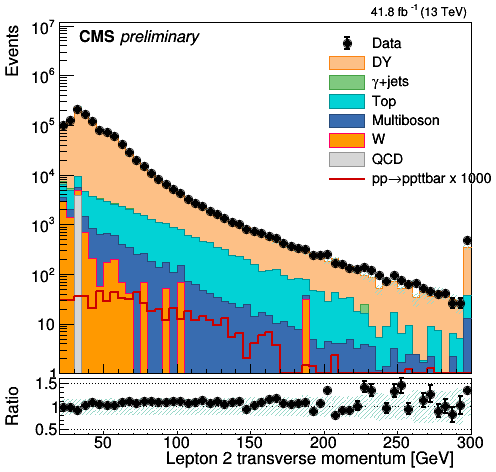 41.8 fb⁻¹ (13 TeV)
CMS preliminary
Events
10⁷
10⁶
10⁵
10⁴
10³
10²
10
1
Data
DY
γ+jets
Top
Multiboson
W
QCD
pp→ppttbar x 1000
Ratio
1.5
1
0.5
50 100 150 200 250 300
Lepton 2 transverse momentum [GeV]